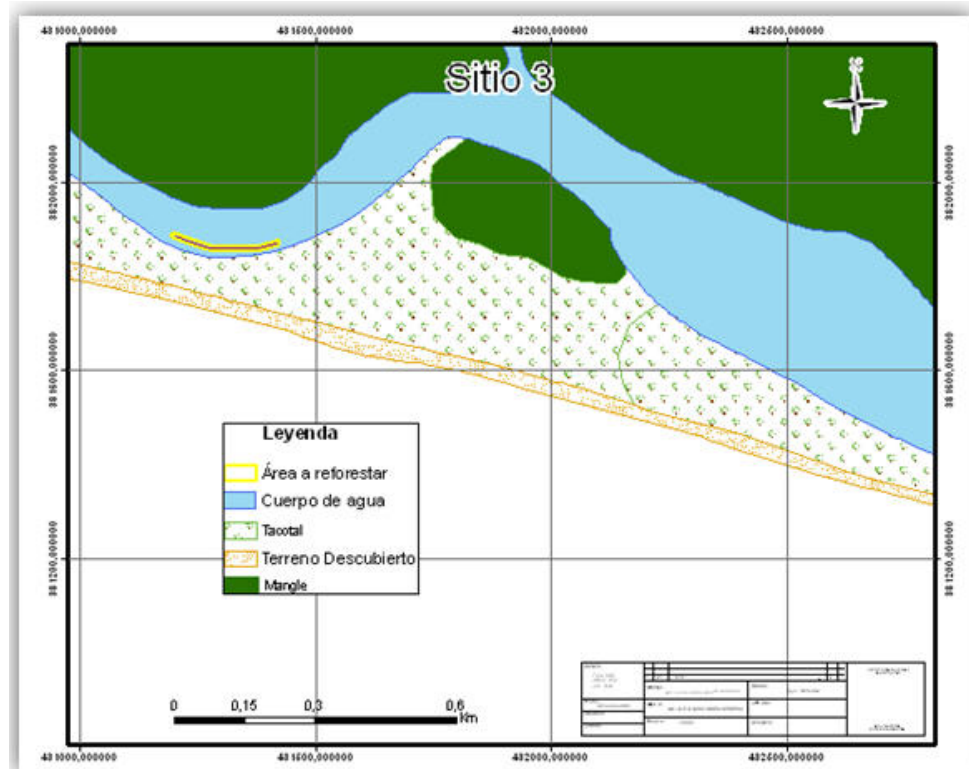 481000,000000 481500,000000 482000,000000 482500,000000
Sitio 3
382000,000000 382000,000000
381600,000000 381600,000000
Leyenda
Área a reforestar
Cuerpo de agua
Tacotal
Terreno Descubierto
Mangle
381200,000000 381200,000000
0 0,15 0,3 0,6
Km
481000,000000 481500,000000 482000,000000 482500,000000